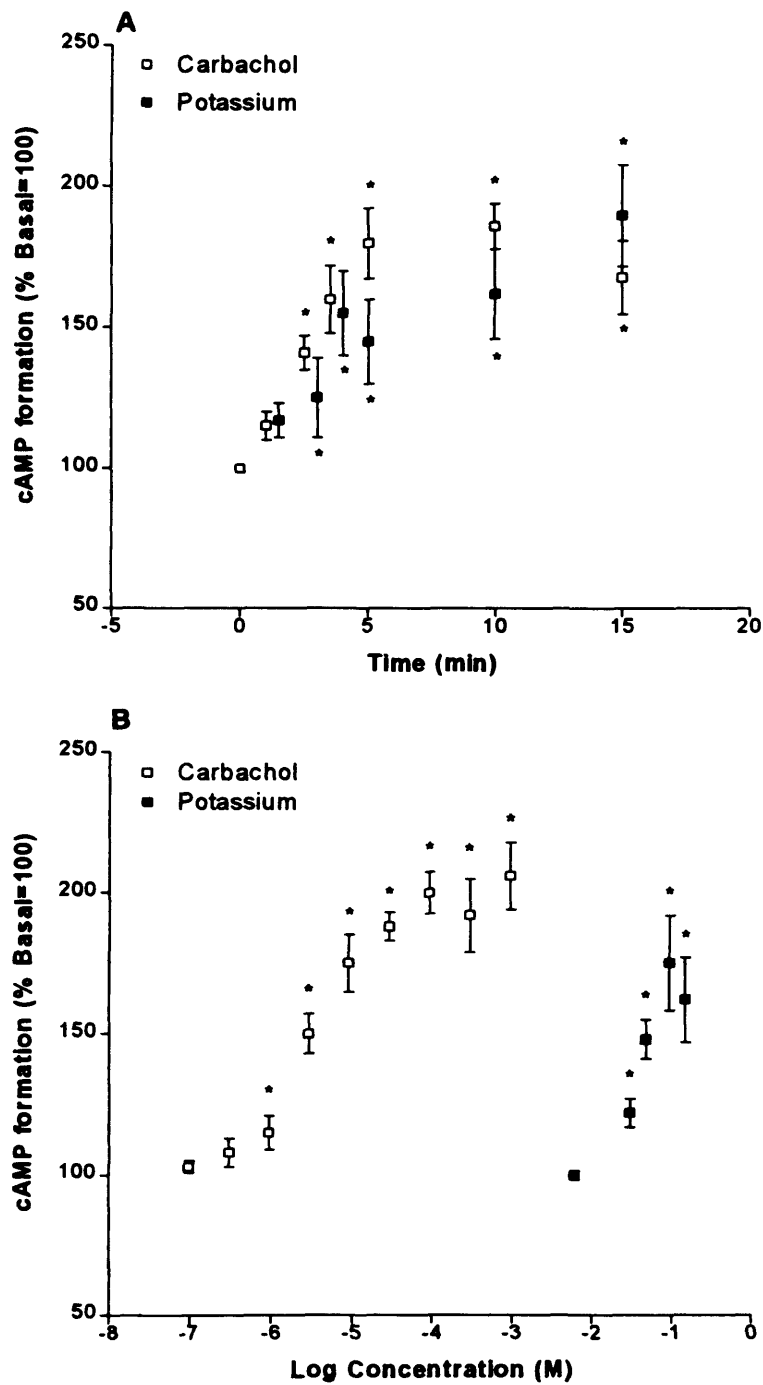 A
250
Carbachol
Potassium
200
150
100
50
cAMP formation (% Basal=100)
-5 0 5 10 15 20
Time (min)
B
250
Carbachol
Potassium
200
150
100
50
cAMP formation (% Basal=100)
-8 -7 -6 -5 -4 -3 -2 -1 0
Log Concentration (M)